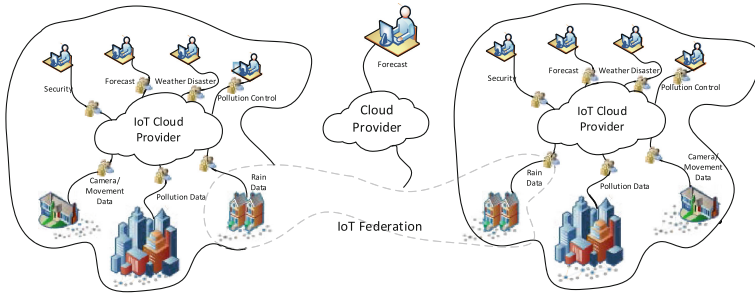 Forecast
Security
Forecast
Weather Disaster
Pollution Control
IoT Cloud
Provider
Camera/
Movement
Data
Pollution Data
Rain
Data
Cloud
Provider
IoT Federation
Security
Forecast
Weather Disaster
Pollution Control
IoT Cloud
Provider
Rain
Data
Pollution Data
Camera/
Movement
Data